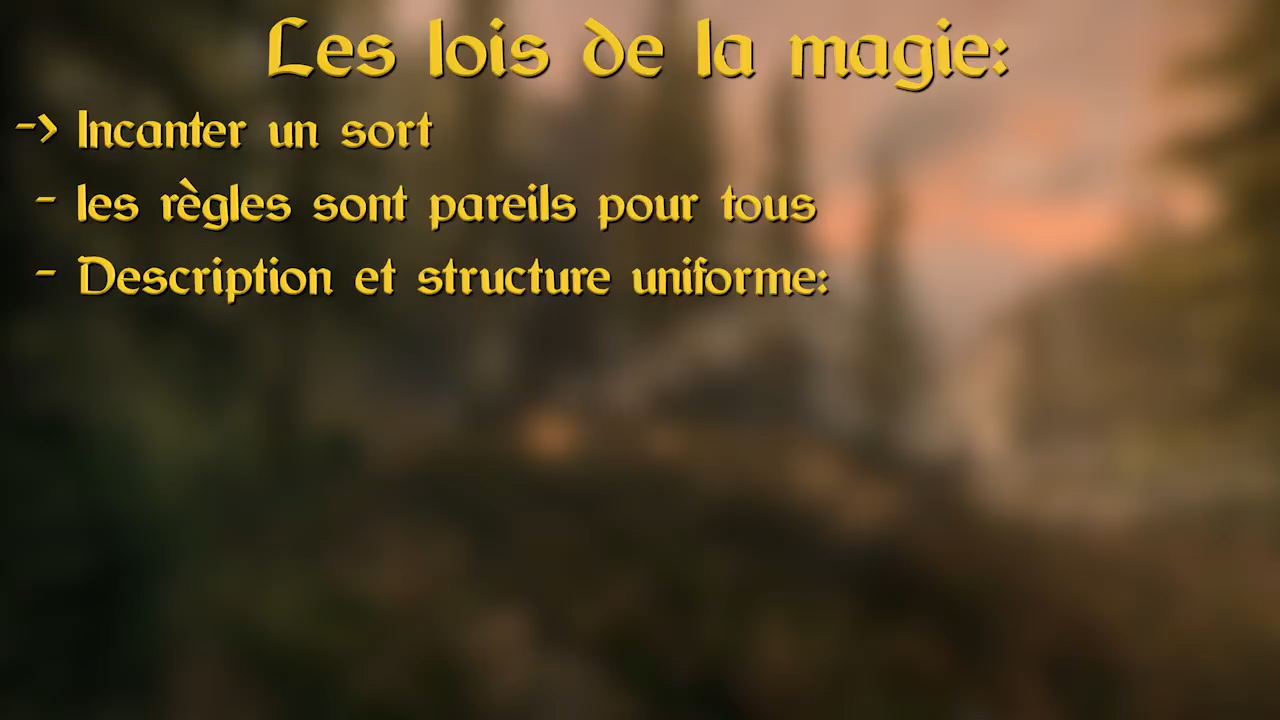 Les lois de la magie:
-> Incanter un sort
- les règles sont pareils pour tous
- Description et structure uniforme: